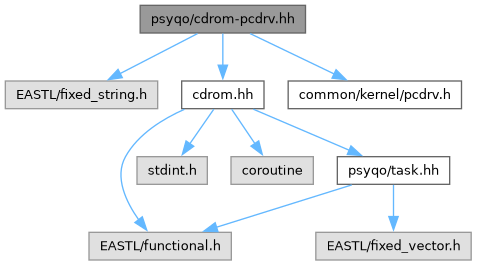 psyqo/cdrom-pcdrv.hh
EASTL/fixed_string.h
cdrom.hh
common/kernel/pcdrv.h
stdint.h
coroutine
psyqo/task.hh
EASTL/functional.h
EASTL/fixed_vector.h